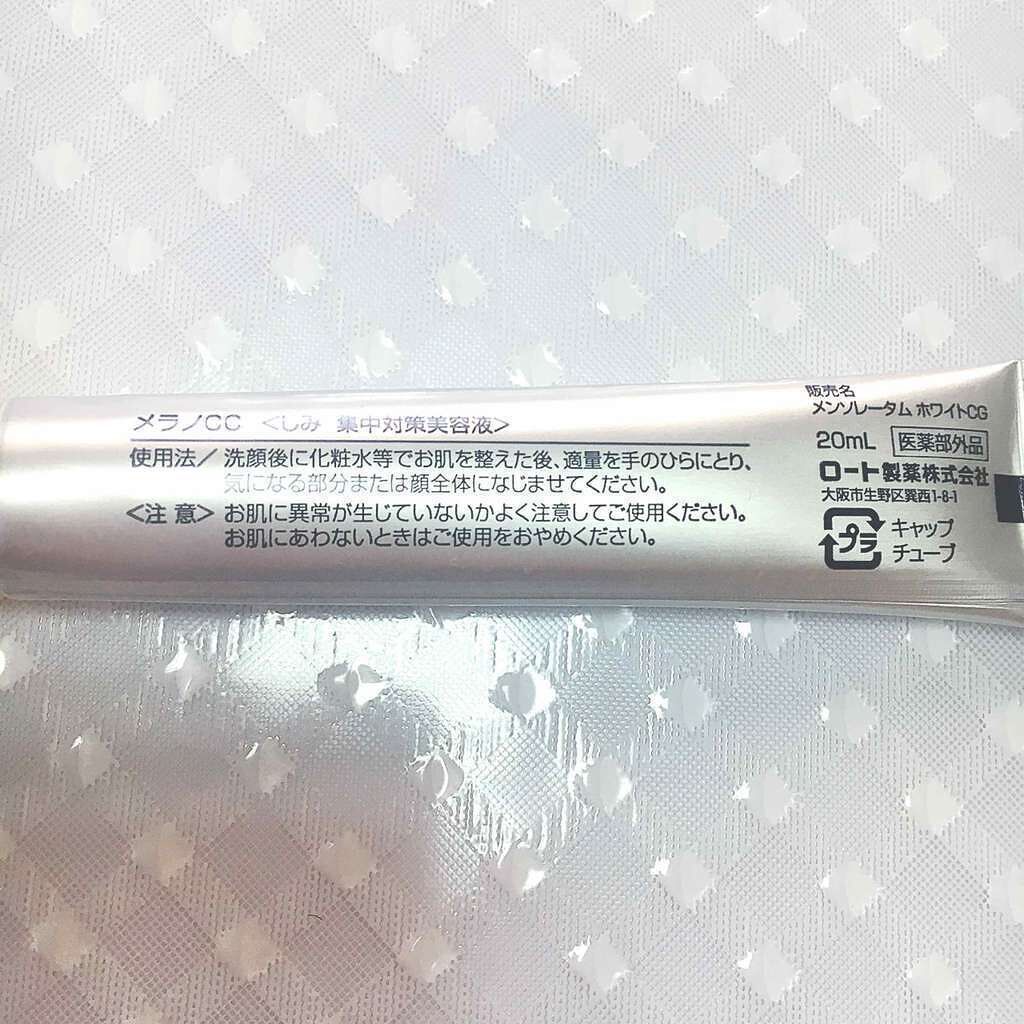 メラノCC <しみ 集中対策美容液>
使用法/洗顔後に化粧水等でお肌を整えた後、適量を手のひらにとり、
気になる部分または顔全体になじませてください。
<注 意>お肌に異常が生じていないかよく注意してご使用ください。
お肌にあわないときはご使用をおやめください。
販売名
メンソレータム ホワイトCG
20mL 医薬部外品
ロート製薬株式会社
大阪市生野区巽西1-8-1
プラ キャップ
チューブ